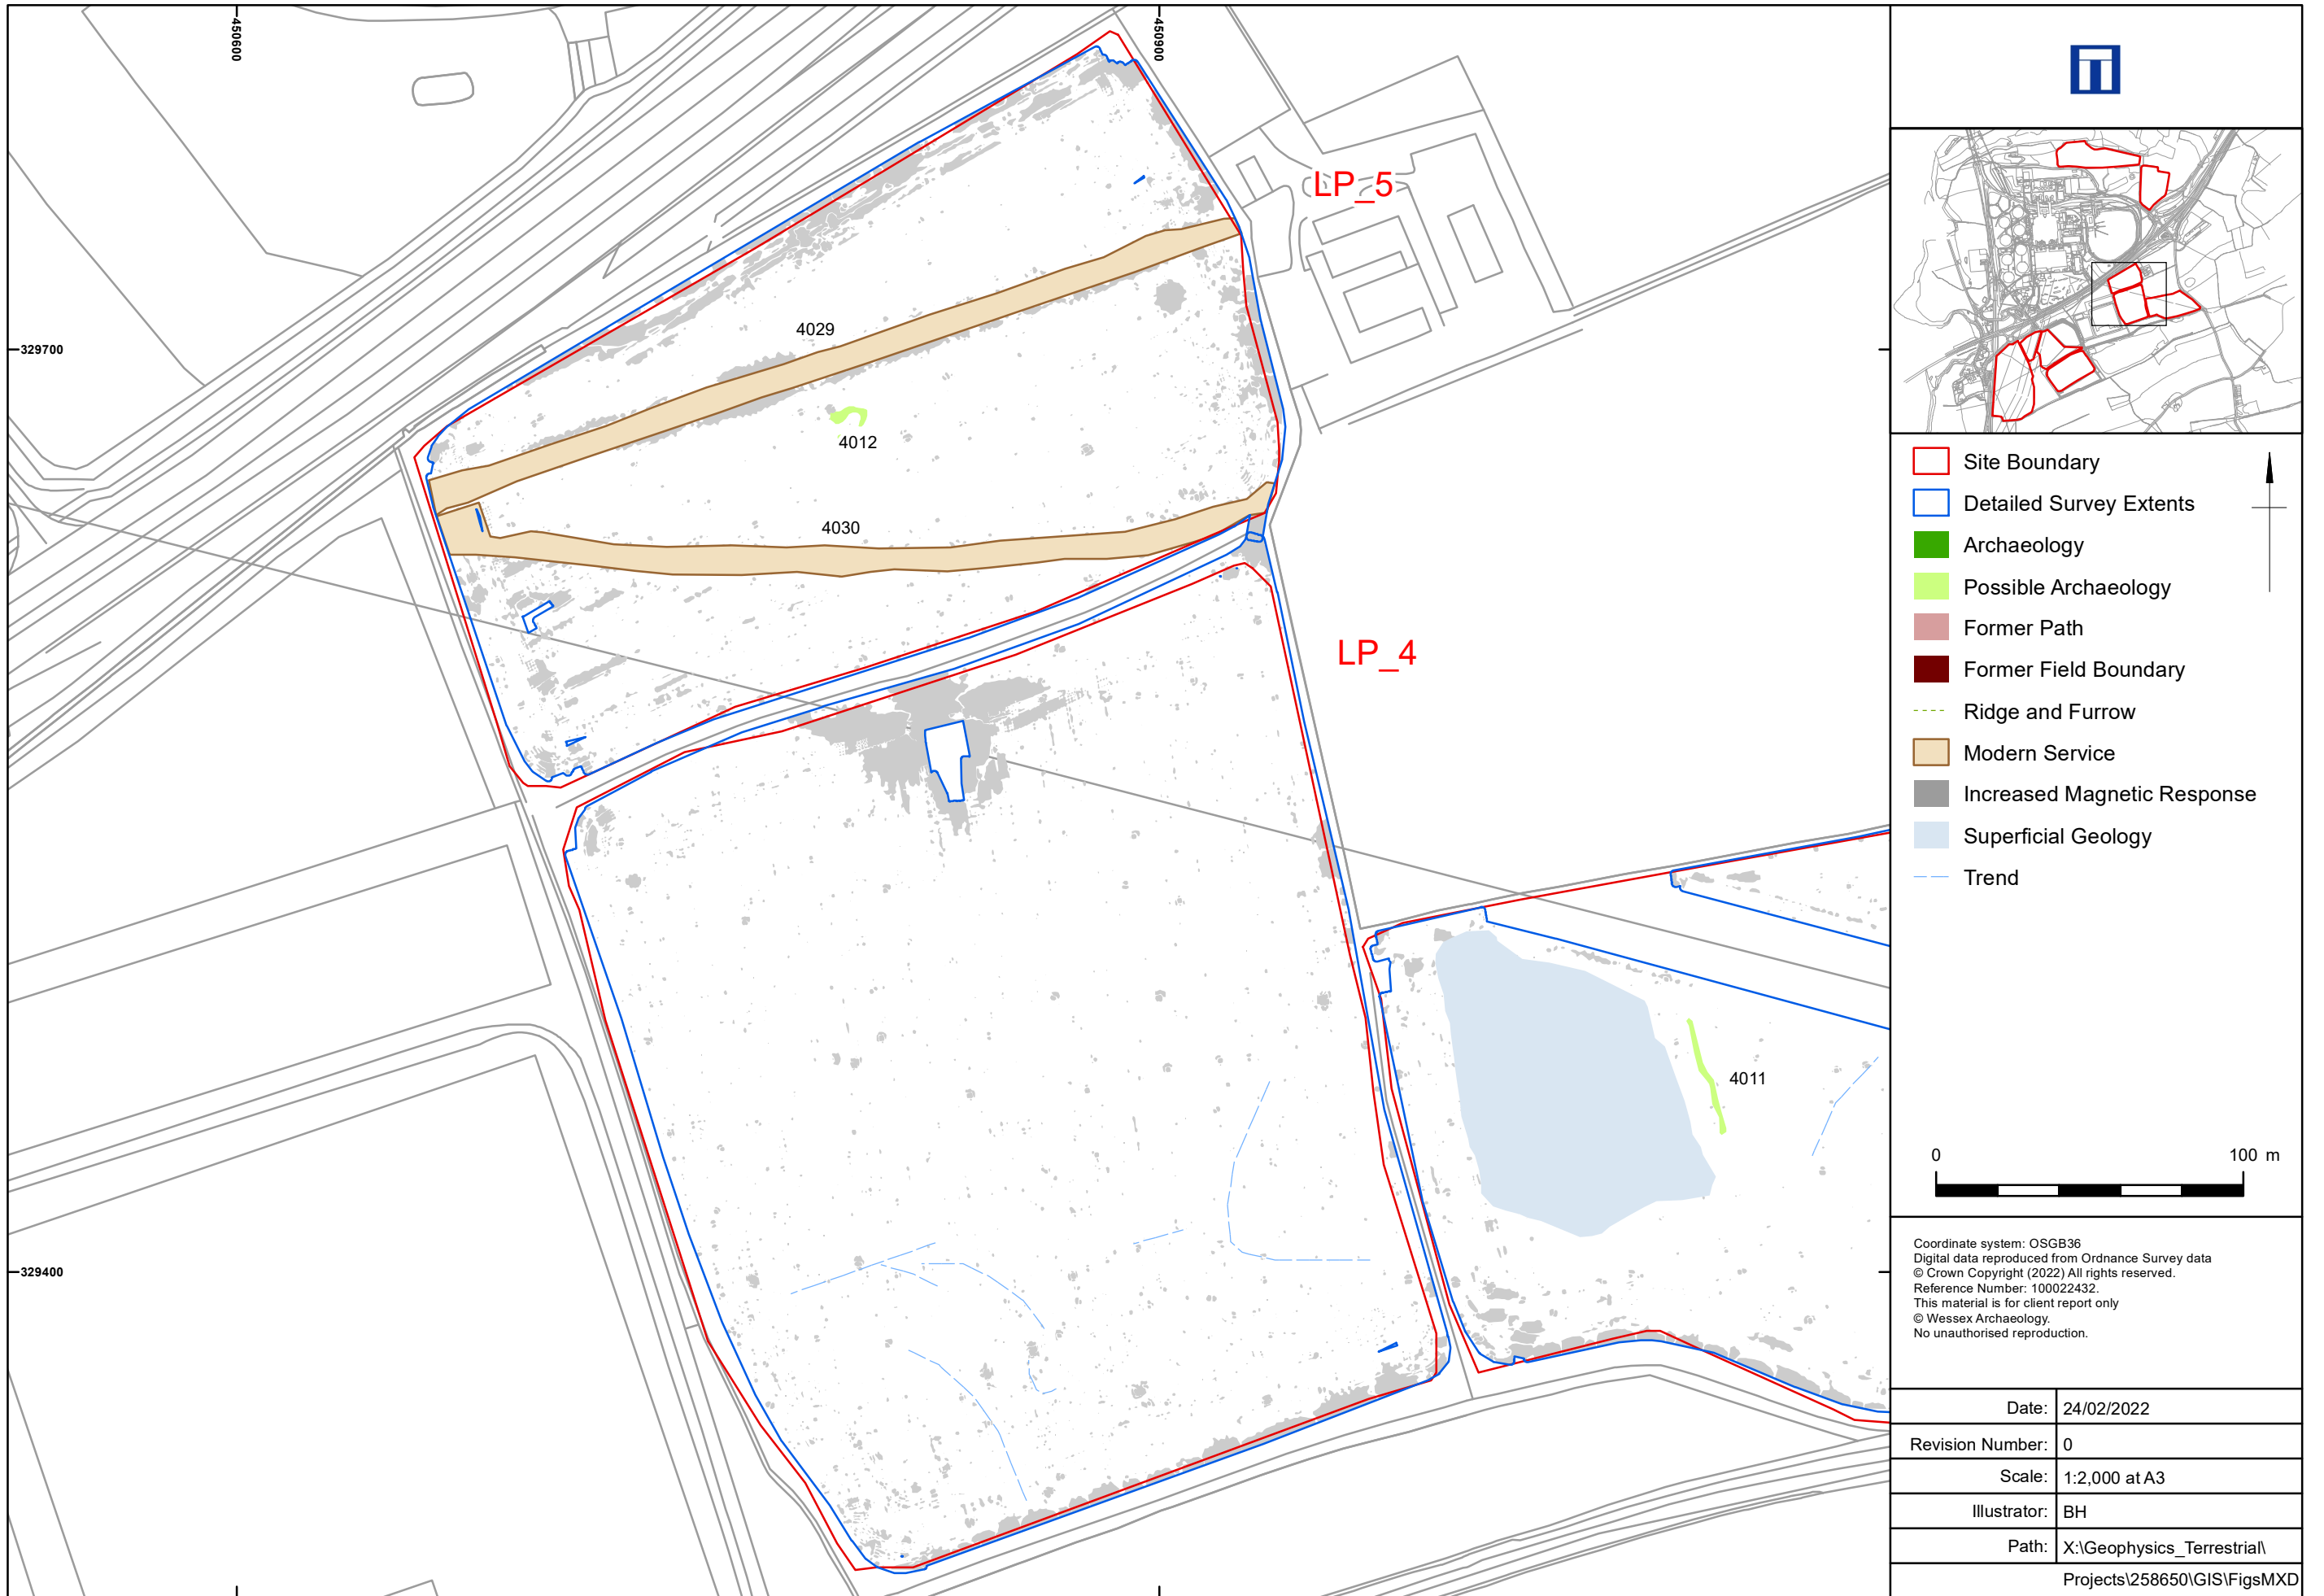 450600
450900
LP_5
329700
4029
4012
4030
LP_4
4011
329400
Site Boundary
Detailed Survey Extents
Archaeology
Possible Archaeology
Former Path
Former Field Boundary
Ridge and Furrow
Modern Service
Increased Magnetic Response
Superficial Geology
Trend
0 100 m
Coordinate system: OSGB36
Digital data reproduced from Ordnance Survey data
© Crown Copyright (2022) All rights reserved.
Reference Number: 100022432.
This material is for client report only
© Wessex Archaeology.
No unauthorised reproduction.
Date: 24/02/2022
Revision Number: 0
Scale: 1:2,000 at A3
Illustrator: BH
Path: X:\Geophysics_Terrestrial\
Projects\258650\GIS\FigsMXD